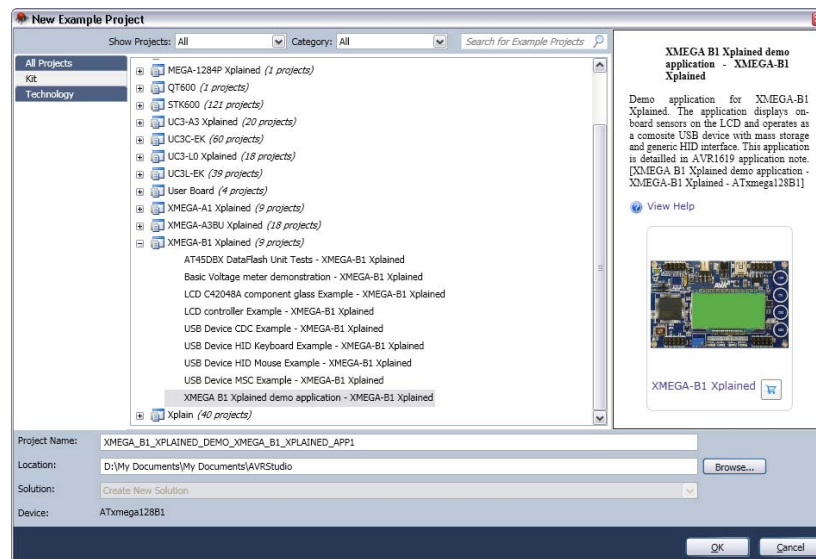 New Example Project
Show Projects: All Category: All Search for Example Projects
All Projects
Kit
Technology
MEGA-1284P Xplained (1 projects)
QT600 (1 projects)
STK600 (121 projects)
UC3-A3 Xplained (20 projects)
UC3C-EK (60 projects)
UC3-L0 Xplained (18 projects)
UC3L-EK (39 projects)
User Board (4 projects)
XMEGA-A1 Xplained (9 projects)
XMEGA-A3BU Xplained (18 projects)
XMEGA-B1 Xplained (9 projects)
AT45DBX DataFlash Unit Tests - XMEGA-B1 Xplained
Basic Voltage meter demonstration - XMEGA-B1 Xplained
LCD C42048A component glass Example - XMEGA-B1 Xplained
LCD controller Example - XMEGA-B1 Xplained
USB Device CDC Example - XMEGA-B1 Xplained
USB Device HID Keyboard Example - XMEGA-B1 Xplained
USB Device HID Mouse Example - XMEGA-B1 Xplained
USB Device MSC Example - XMEGA-B1 Xplained
XMEGA B1 Xplained demo application - XMEGA-B1 Xplained
Xplain (40 projects)
XMEGA B1 Xplained demo
application - XMEGA-B1
Xplained
Demo application for XMEGA-B1
Xplained. The application displays on-
board sensors on the LCD and operates as
a comosite USB device with mass storage
and generic HID interface. This application
is detailled in AVR1619 application note.
[XMEGA B1 Xplained demo application -
XMEGA-B1 Xplained - ATxmega128B1]
View Help
XMEGA-B1 Xplained
Project Name: XMEGA_B1_XPLAINED_DEMO_XMEGA_B1_XPLAINED_APP1
Location: D:\My Documents\My Documents\AVRStudio Browse...
Solution: Create New Solution
Device: ATxmega128B1
OK Cancel